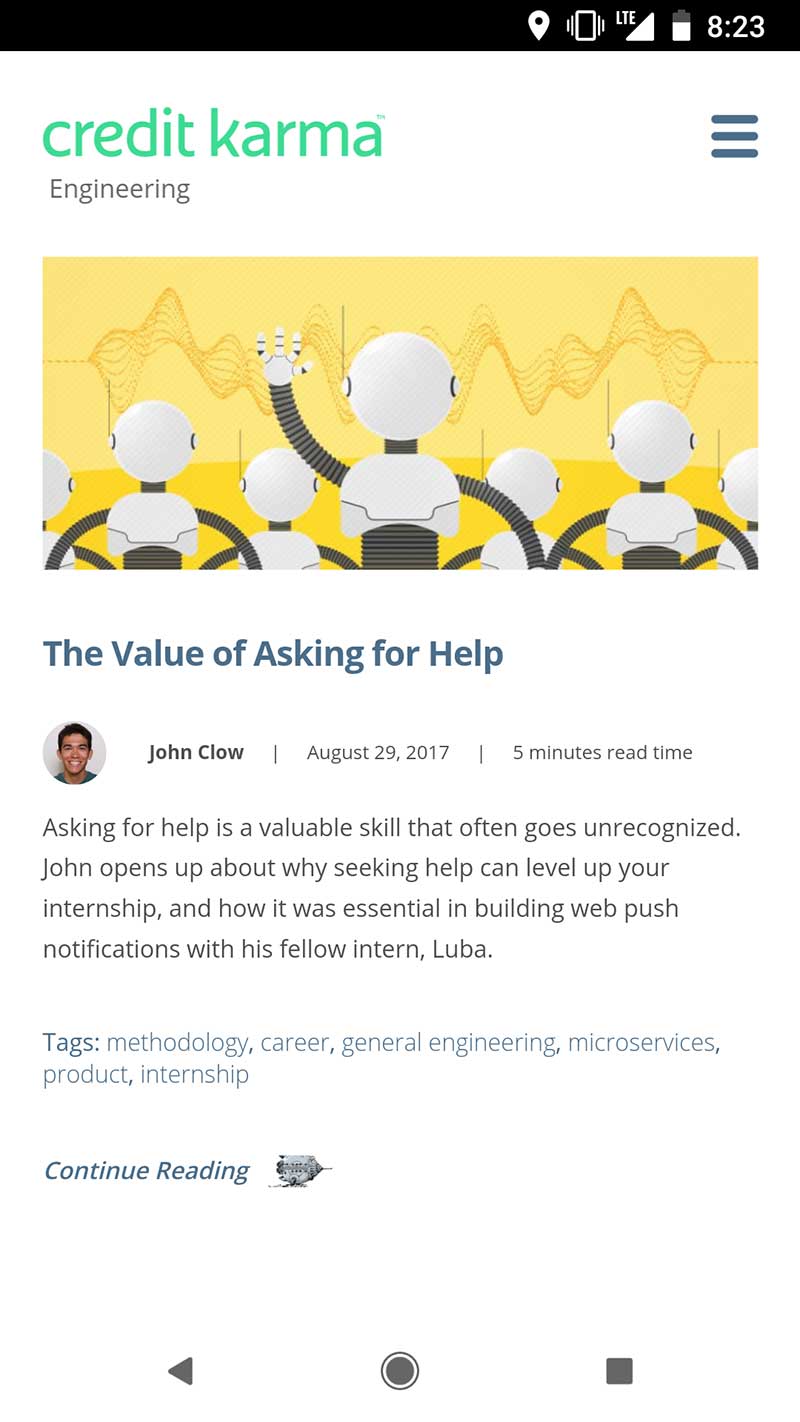 LTE 8:23
credit karma™
Engineering
The Value of Asking for Help
John Clow | August 29, 2017 | 5 minutes read time
Asking for help is a valuable skill that often goes unrecognized.
John opens up about why seeking help can level up your
internship, and how it was essential in building web push
notifications with his fellow intern, Luba.
Tags: methodology, career, general engineering, microservices,
product, internship
Continue Reading